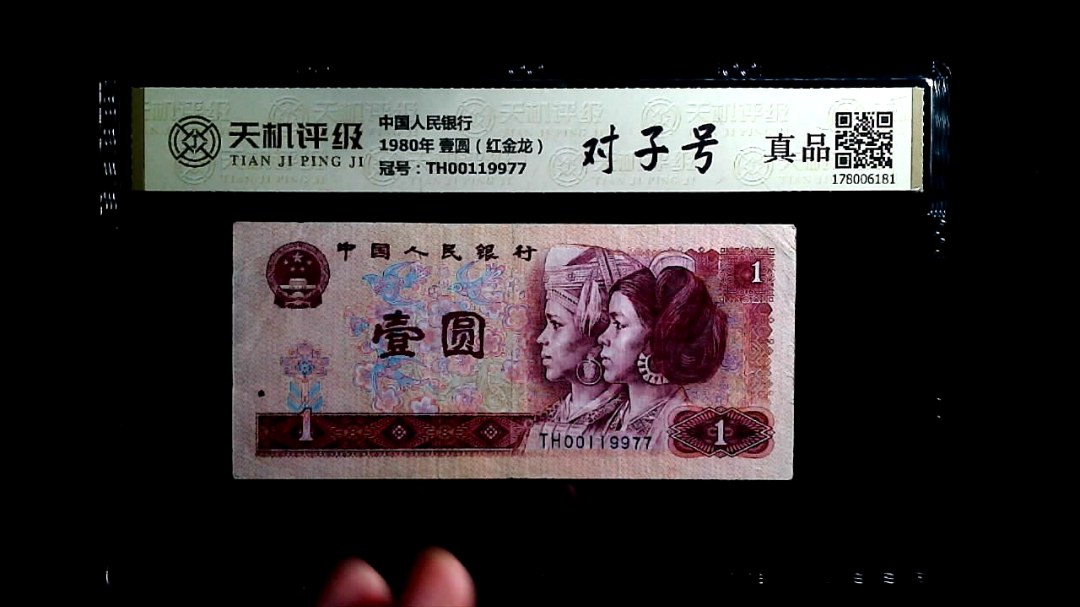 天机评级
TIAN JI PING JI
中国人民银行
1980年 壹圆（红金龙）
冠号：TH00119977
对子号
真品
178006181
中国人民银行
1
壹圆
1
TH00119977
1